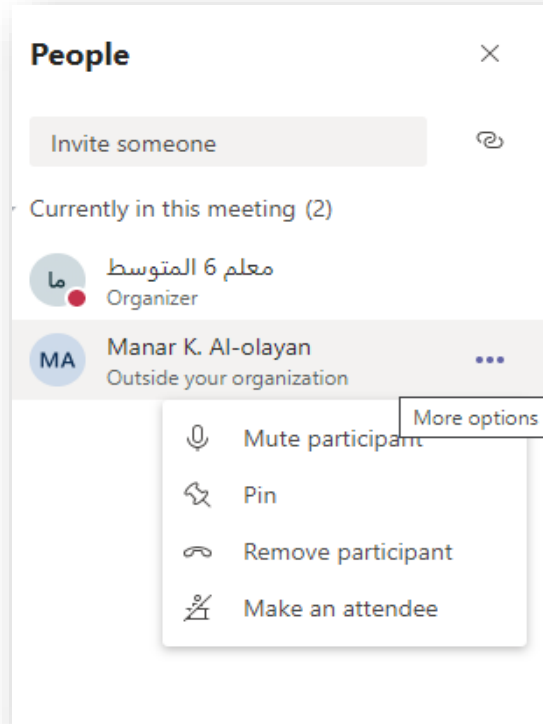 People
Invite someone
Currently in this meeting (2)
ما
معلم 6 المتوسط
Organizer
MA
Manar K. Al-olayan
Outside your organization
More options
Mute participant
Pin
Remove participant
Make an attendee